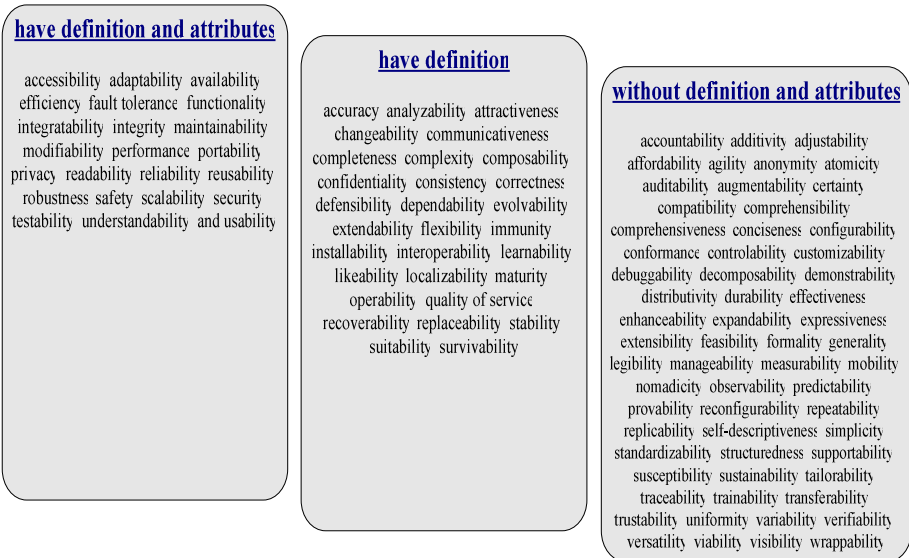 have definition and attributes
accessibility adaptability availability
efficiency fault tolerance functionality
integratability integrity maintainability
modifiability performance portability
privacy readability reliability reusability
robustness safety scalability security
testability understandability and usability
have definition
accuracy analyzability attractiveness
changeability communicativeness
completeness complexity composability
confidentiality consistency correctness
defensibility dependability evolvability
extendability flexibility immunity
installability interoperability learnability
likeability localizability maturity
operability quality of service
recoverability replaceability stability
suitability survivability
without definition and attributes
accountability additivity adjustability
affordability agility anonymity atomicity
auditability augmentability certainty
compatibility comprehensibility
comprehensiveness conciseness configurability
conformance controlability customizability
debuggability decomposability demonstrability
distributivity durability effectiveness
enhanceability expandability expressiveness
extensibility feasibility formality generality
legibility manageability measurability mobility
nomadicity observability predictability
provability reconfigurability repeatability
replicability self-descriptiveness simplicity
standardizability structuredness supportability
susceptibility sustainability tailorability
traceability trainability transferability
trustability uniformity variability verifiability
versatility viability visibility wrappability